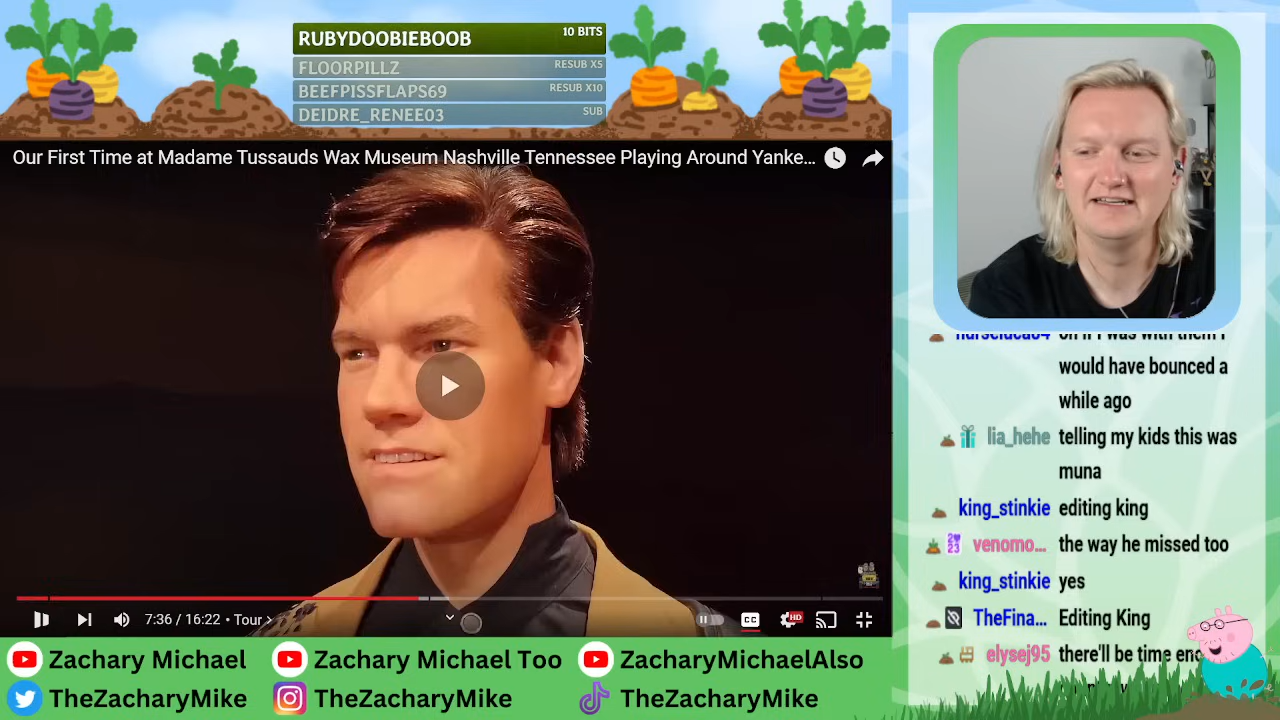 RUBYDOOBIEBOOB 10 BITS
FLOORPILLZ RESUB X5
BEEFPISSFLAPS69 RESUB X10
DEIDRE_RENEE03 SUB
Our First Time at Madame Tussauds Wax Museum Nashville Tennessee Playing Around Yanke...
would have bounced a
while ago
lia_hehe telling my kids this was
muna
king_stinkie editing king
venomo... the way he missed too
king_stinkie yes
TheFina... Editing King
elysej95 there'll be time
7:36 / 16:22 • Tour >
CC
HD
Zachary Michael
Zachary Michael Too
ZacharyMichaelAlso
TheZacharyMike
TheZacharyMike
TheZacharyMike